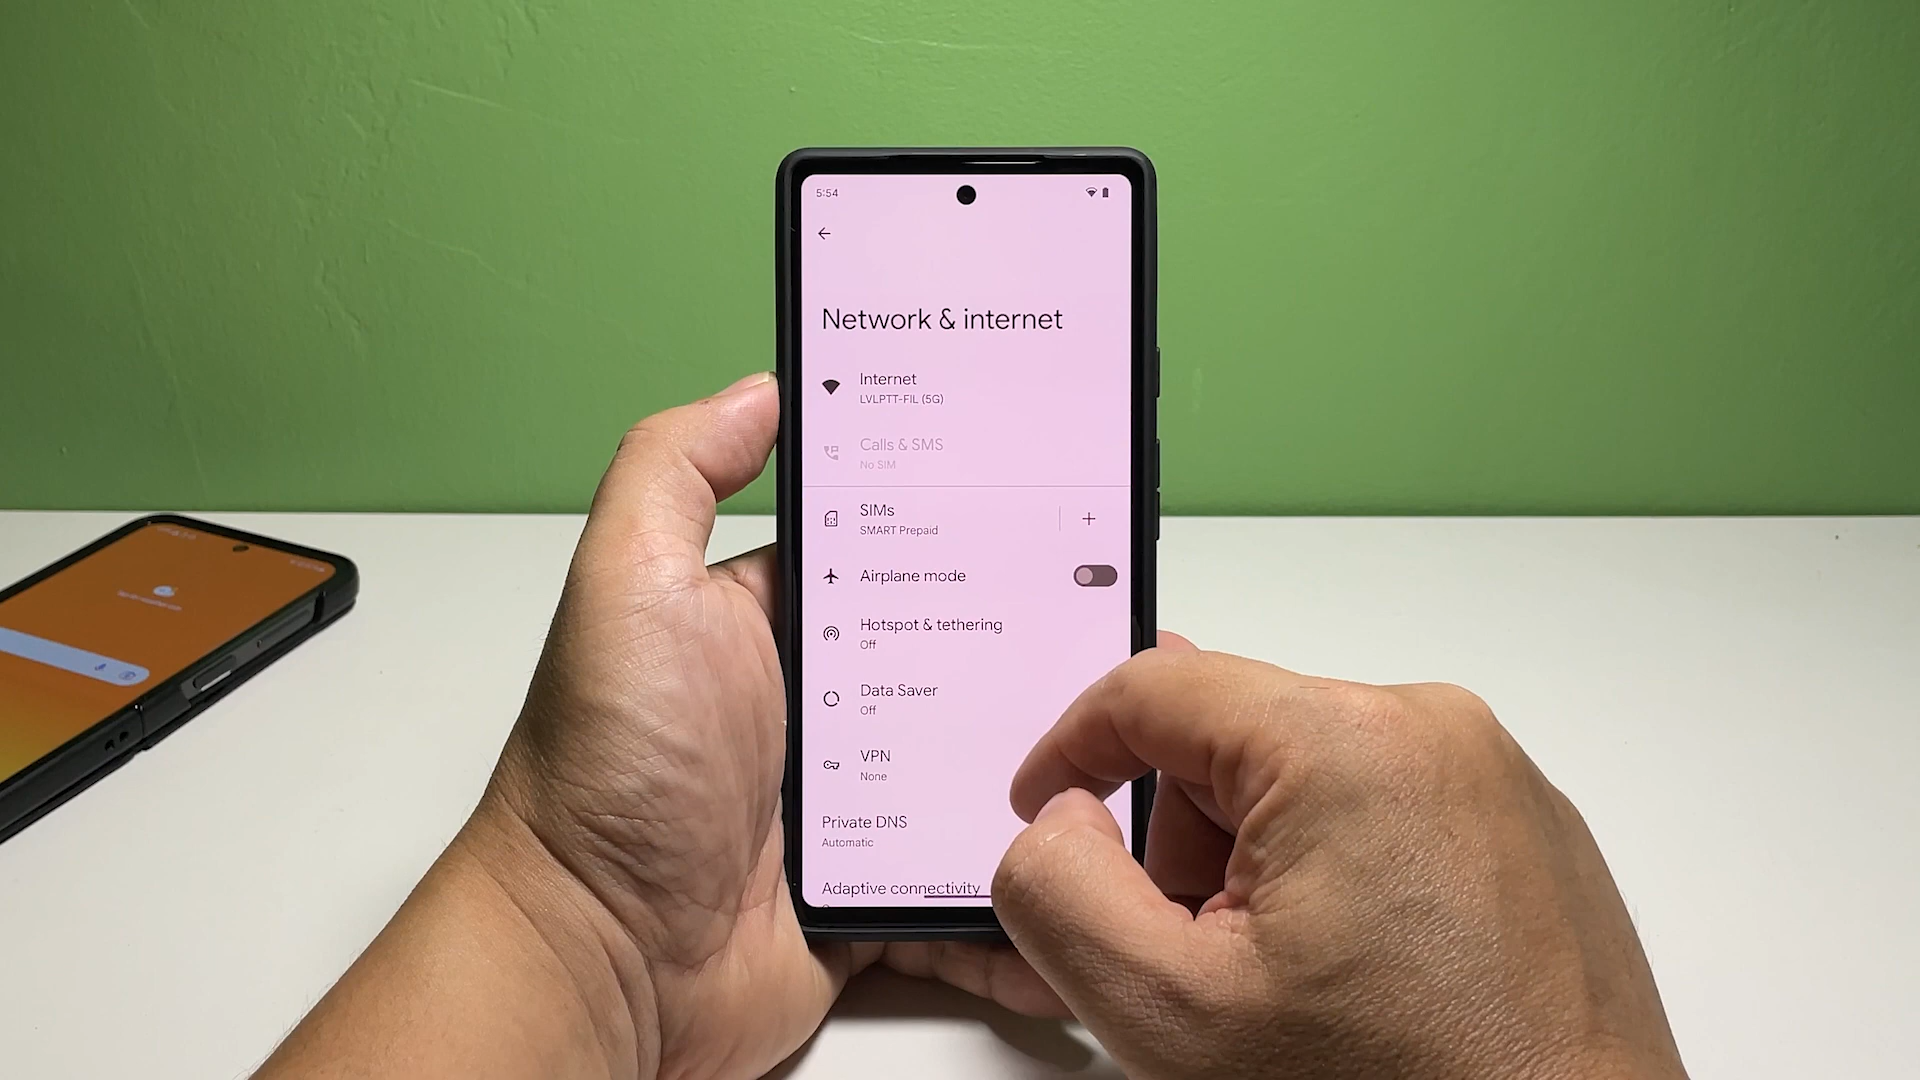 5:54
Network & internet
Internet
LVLPTT-FIL (5G)
Calls & SMS
No SIM
SIMs
SMART Prepaid
Airplane mode
Hotspot & tethering
Off
Data Saver
Off
VPN
None
Private DNS
Automatic
Adaptive connectivity